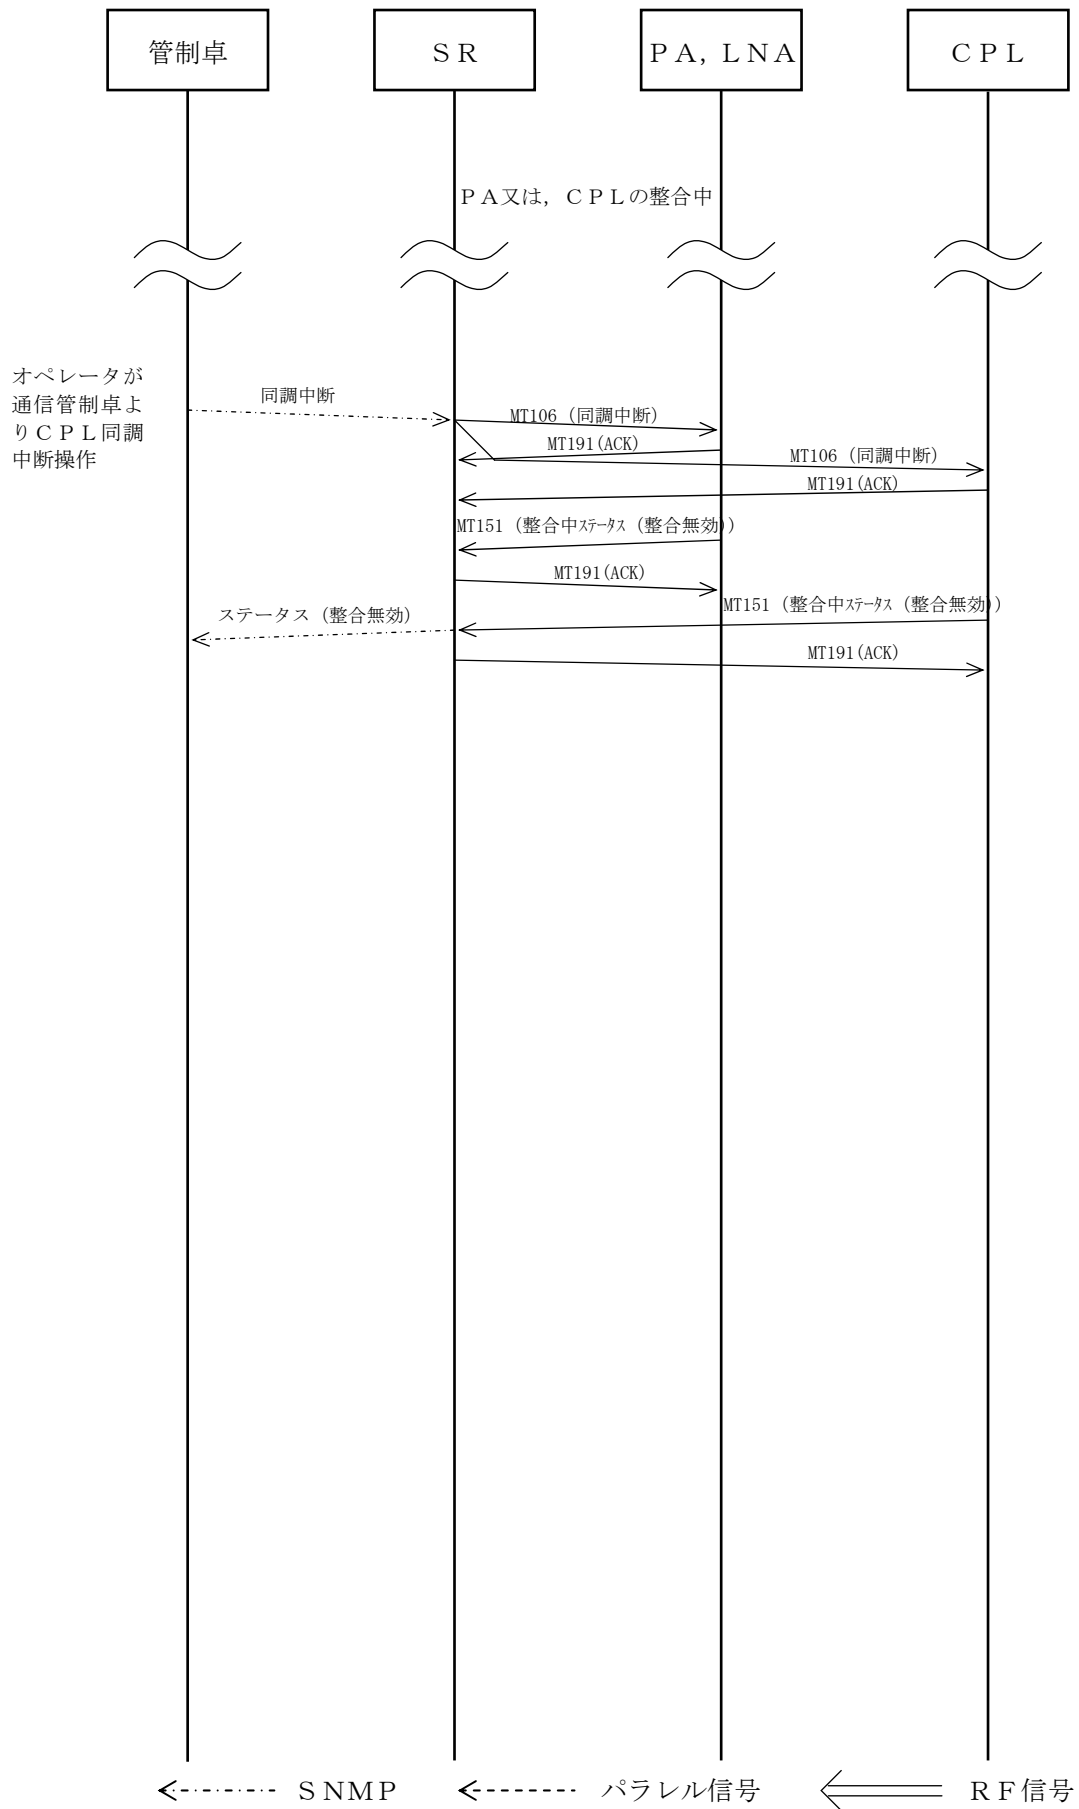 管制卓
ＳＲ
ＰＡ，ＬＮＡ
ＣＰＬ
ＰＡ又は，ＣＰＬの整合中
オペレータが
通信管制卓よ
りＣＰＬ同調
中断操作
同調中断
MT106（同調中断）
MT191(ACK)
MT106（同調中断）
MT191(ACK)
MT151（整合中ｽﾃｰﾀｽ（整合無効））
MT191(ACK)
MT151（整合中ｽﾃｰﾀｽ（整合無効））
ステータス（整合無効）
MT191(ACK)
ＳＮＭＰ
パラレル信号
ＲＦ信号